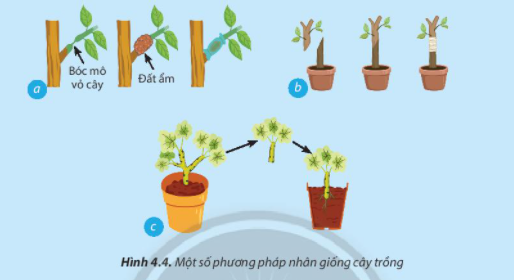 Bóc mô
vỏ cây
Đất ẩm
a
b
c
Hình 4.4. Một số phương pháp nhân giống cây trồng